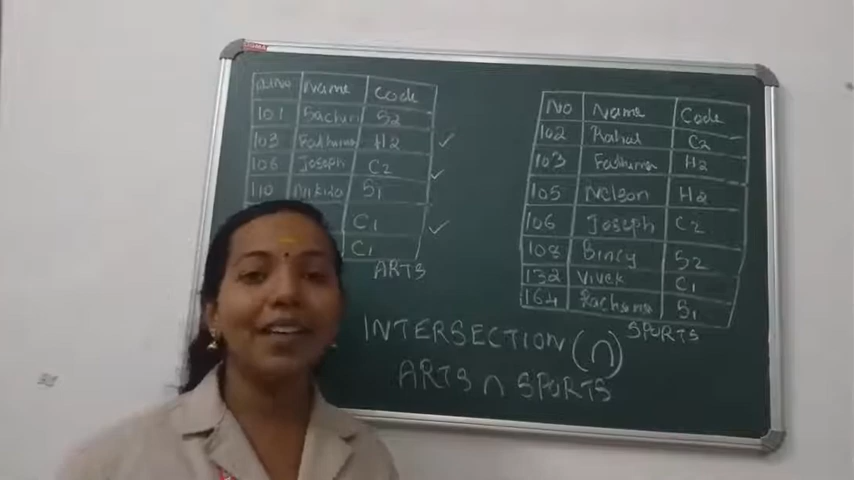 Name Code
101 Sachin S2
103 Fathima H2
106 Joseph C2
110 Nikita S1
C1
C1
ARTS
No Name Code
102 Rahul C2
103 Fathima H2
105 Nelson H2
106 Joseph C2
108 Bincy S2
132 Vivek C1
164 Rachana S1
SPORTS
INTERSECTION (∩)
ARTS ∩ SPORTS